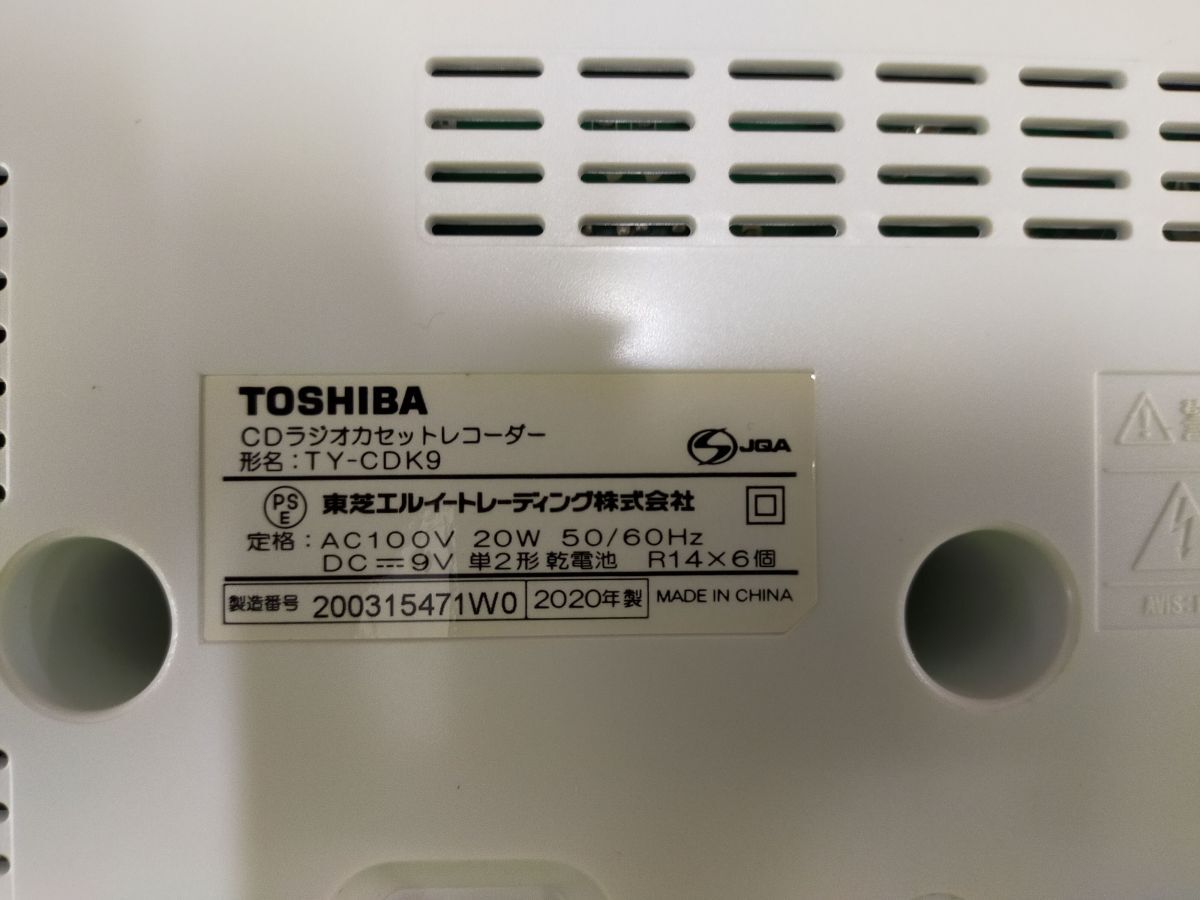 TOSHIBA
CDラジオカセットレコーダー
形名：TY-CDK9
JQA
PS
E
東芝エルイートレーディング株式会社
定格：AC100V 20W 50/60Hz
DC⎓9V 単2形乾電池 R14×6個
製造番号 200315471W0 2020年製 MADE IN CHINA